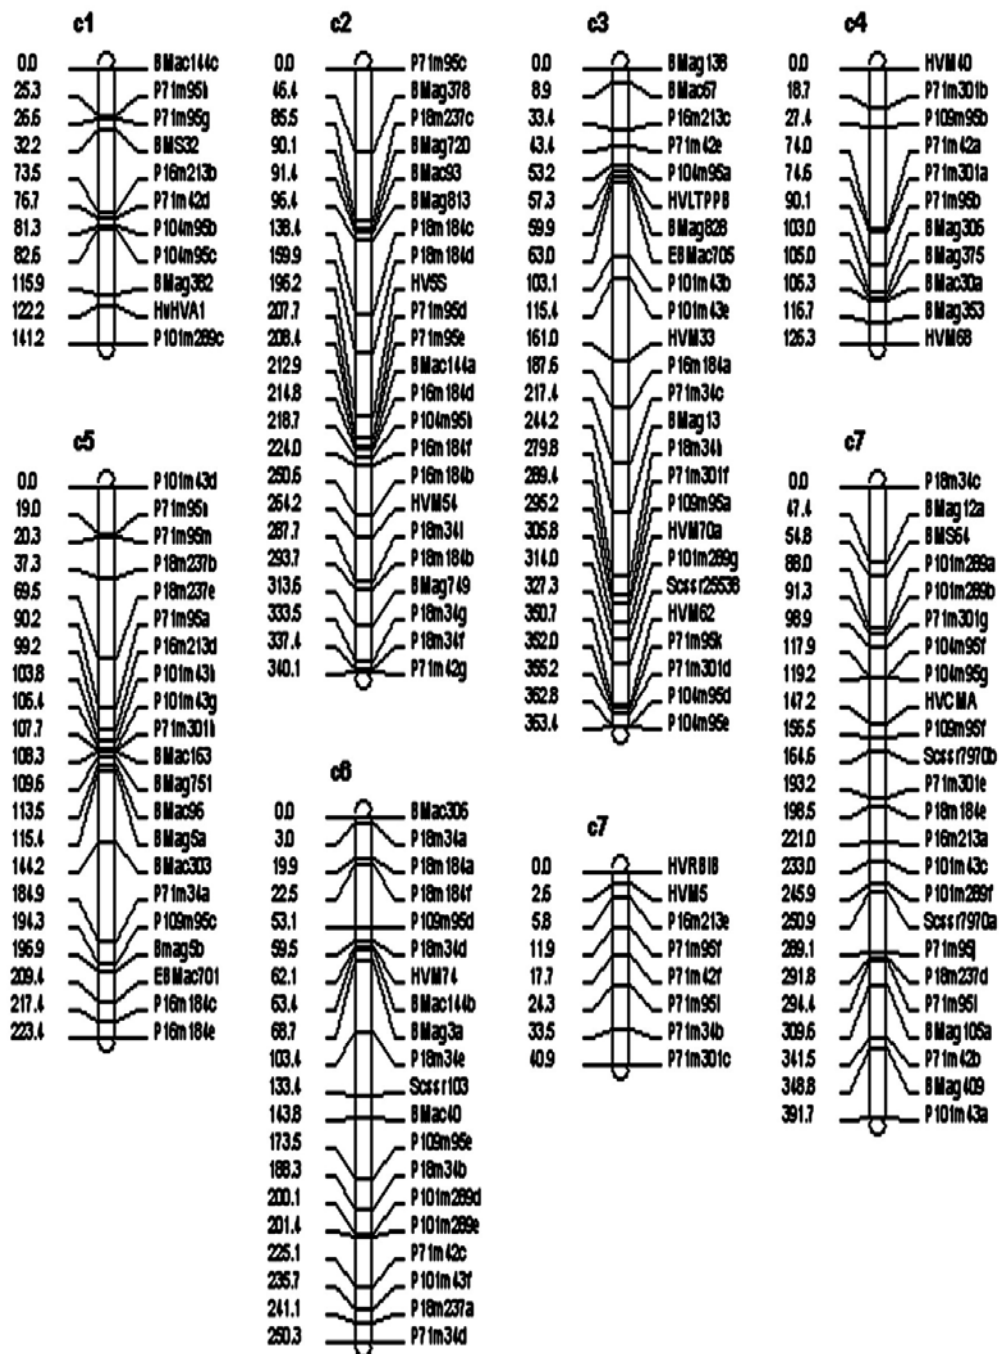 c1
0.0 BMac144c
25.3 P71m95h
26.6 P71m95g
32.2 BMS32
73.5 P16m213b
76.7 P71m42d
81.3 P104m95b
82.6 P104m95c
115.9 BMag382
122.2 HvHVA1
141.2 P101m289c
c2
0.0 P71m95c
46.4 BMag378
85.5 P18m237c
90.1 BMag720
91.4 BMac93
95.4 BMag813
138.4 P18m184c
159.9 P18m184d
196.2 HVSS
207.7 P71m95d
208.4 P71m95e
212.9 BMac144a
214.8 P16m184d
218.7 P104m95h
224.0 P16m184f
250.6 P16m184b
264.2 HVM54
287.7 P18m34i
293.7 P18m184b
313.6 BMag749
333.5 P18m34g
337.4 P18m34f
340.1 P71m42g
c3
0.0 BMag136
8.9 BMac67
33.4 P16m213c
43.4 P71m42e
53.2 P104m95a
57.3 HVLTPPB
59.9 BMag828
63.0 EBMac705
103.1 P101m43b
115.4 P101m43e
161.0 HVM33
187.6 P16m184a
217.4 P71m34c
244.2 BMag13
279.8 P18m34h
289.4 P71m301f
295.2 P109m95a
305.8 HVM70a
314.0 P101m289g
327.3 Scssr25538
350.7 HVM62
352.0 P71m95k
355.2 P71m301d
362.8 P104m95d
363.4 P104m95e
c4
0.0 HVM40
18.7 P71m301b
27.4 P109m95b
74.0 P71m42a
74.6 P71m301a
90.1 P71m95b
103.0 BMag306
105.0 BMag375
106.3 BMac30a
116.7 BMag353
126.3 HVM68
c5
0.0 P101m43d
19.0 P71m95n
20.3 P71m95m
37.3 P18m237b
69.5 P18m237e
90.2 P71m95a
99.2 P16m213d
103.8 P101m43h
106.4 P101m43g
107.7 P71m301h
108.3 BMac163
109.6 BMag751
113.5 BMac96
115.4 BMag5a
144.2 BMac303
184.9 P71m34a
194.3 P109m95c
196.9 Bmag5b
209.4 EBMac701
217.4 P16m184c
223.4 P16m184e
c6
0.0 BMac306
3.0 P18m34a
19.9 P18m184a
22.5 P18m184f
53.1 P109m95d
59.5 P18m34d
62.1 HVM74
63.4 BMac144b
68.7 BMag3a
103.4 P18m34e
133.4 Scssr103
143.8 BMac40
173.5 P109m95e
188.3 P18m34b
200.1 P101m289d
201.4 P101m289e
225.1 P71m42c
235.7 P101m43f
241.1 P18m237a
250.3 P71m34d
c7
0.0 HVRBIB
2.6 HVM5
5.8 P16m213e
11.9 P71m95f
17.7 P71m42f
24.3 P71m95i
33.5 P71m34b
40.9 P71m301c
c7
0.0 P18m34c
47.4 BMag12a
54.8 BMS64
88.0 P101m289a
91.3 P101m289b
98.9 P71m301g
117.9 P104m95f
119.2 P104m95g
147.2 HVCMA
156.5 P109m95f
164.6 Scssr7970b
193.2 P71m301e
198.5 P18m184e
221.0 P16m213a
233.0 P101m43c
245.9 P101m289f
250.9 Scssr7970a
289.1 P71m95j
291.8 P18m237d
294.4 P71m95l
309.6 BMag105a
341.5 P71m42b
348.8 BMag409
391.7 P101m43a